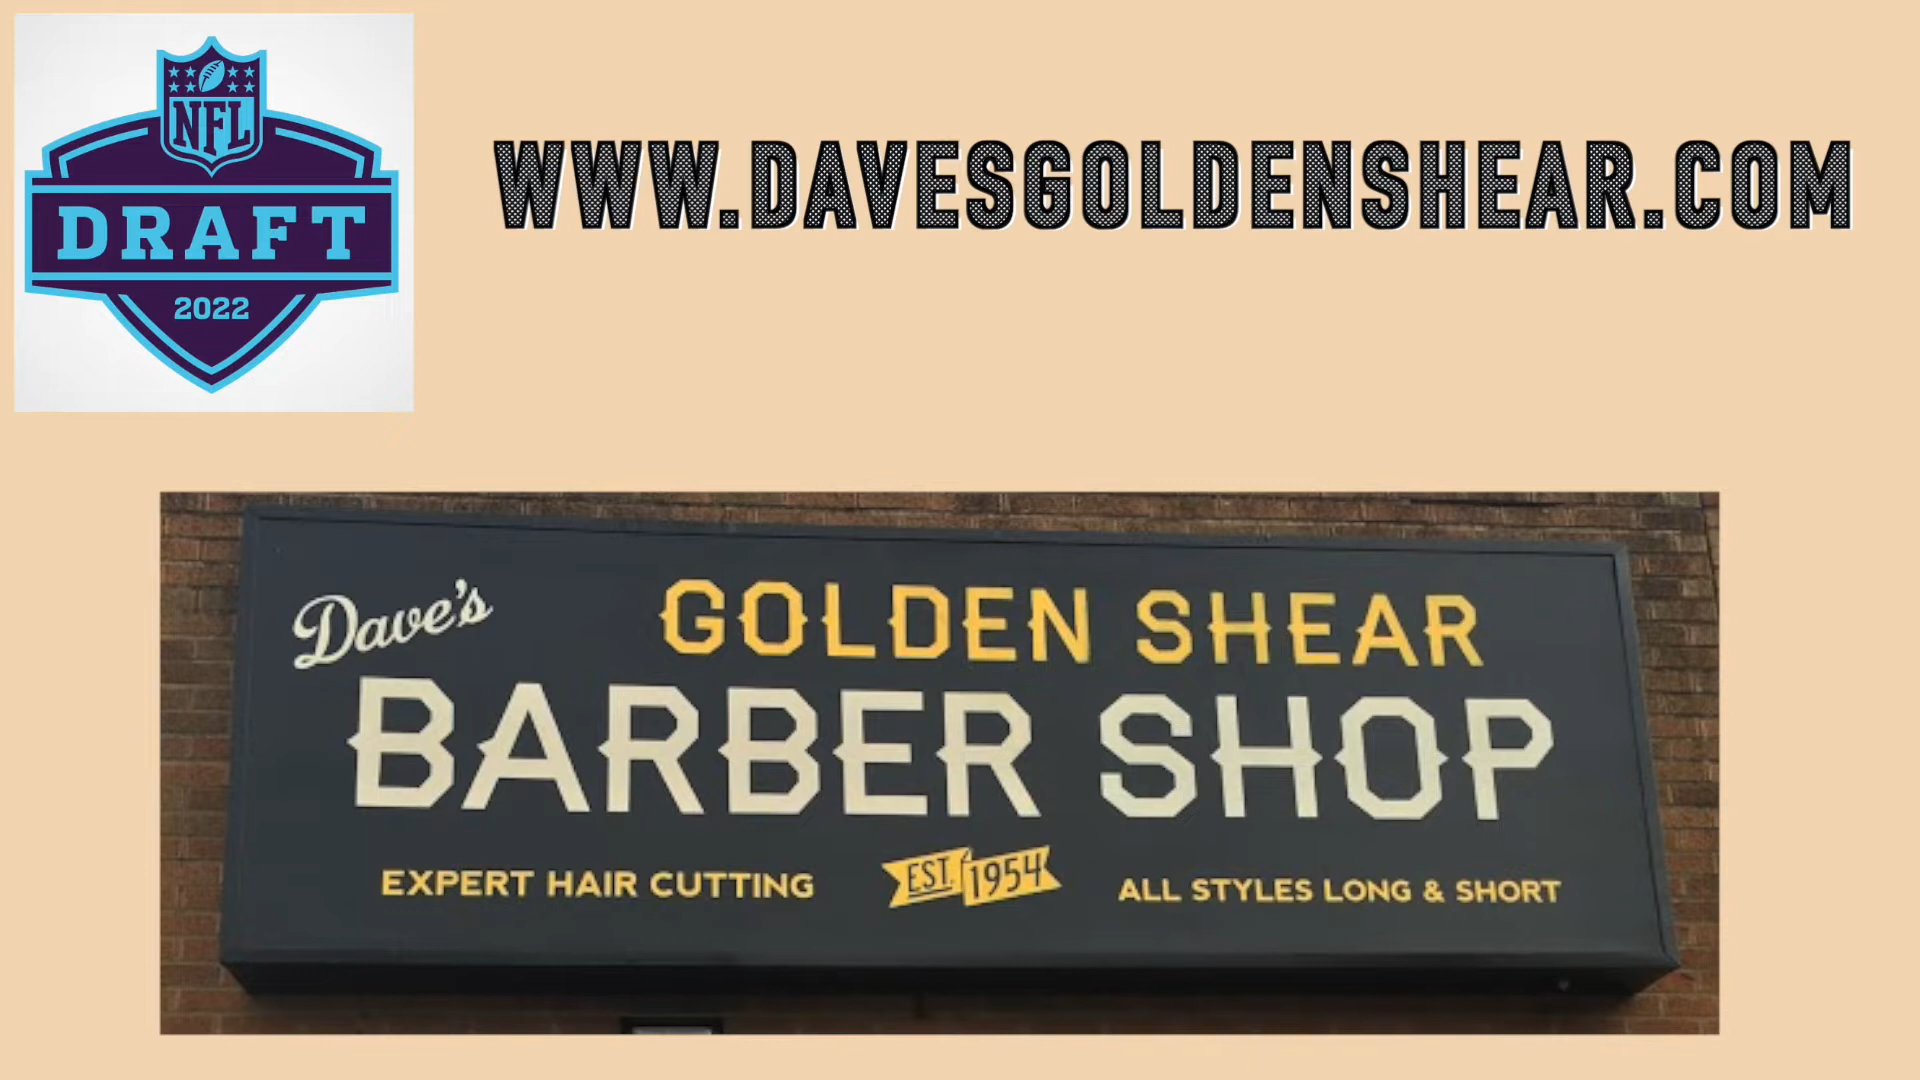 NFL
DRAFT
2022
WWW.DAVESGOLDENSHEAR.COM
Dave's
GOLDEN SHEAR
BARBER SHOP
EXPERT HAIR CUTTING
EST. 1954
ALL STYLES LONG & SHORT